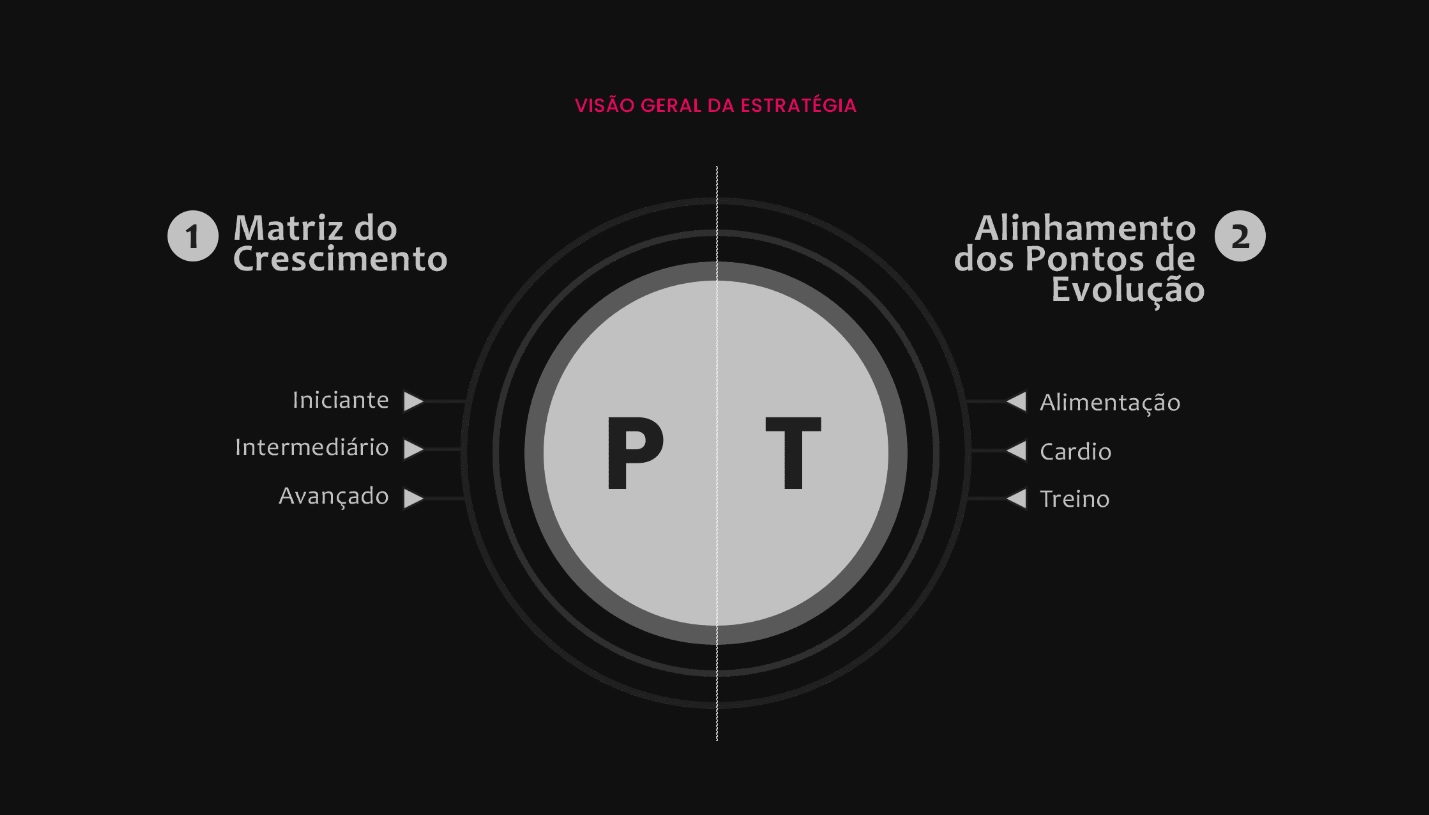 VISÃO GERAL DA ESTRATÉGIA
1
Matriz do
Crescimento
Iniciante
Intermediário
Avançado
P T
Alinhamento
dos Pontos de
Evolução
2
Alimentação
Cardio
Treino